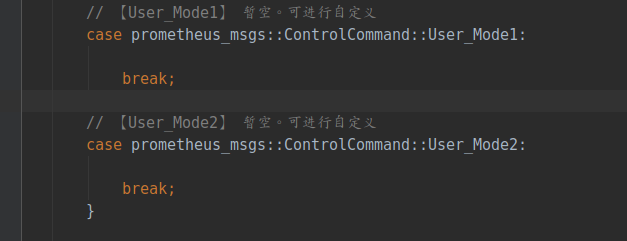 // 【User_Mode1】 暂空。可进行自定义
case prometheus_msgs::ControlCommand::User_Mode1:
break;
// 【User_Mode2】 暂空。可进行自定义
case prometheus_msgs::ControlCommand::User_Mode2:
break;
}